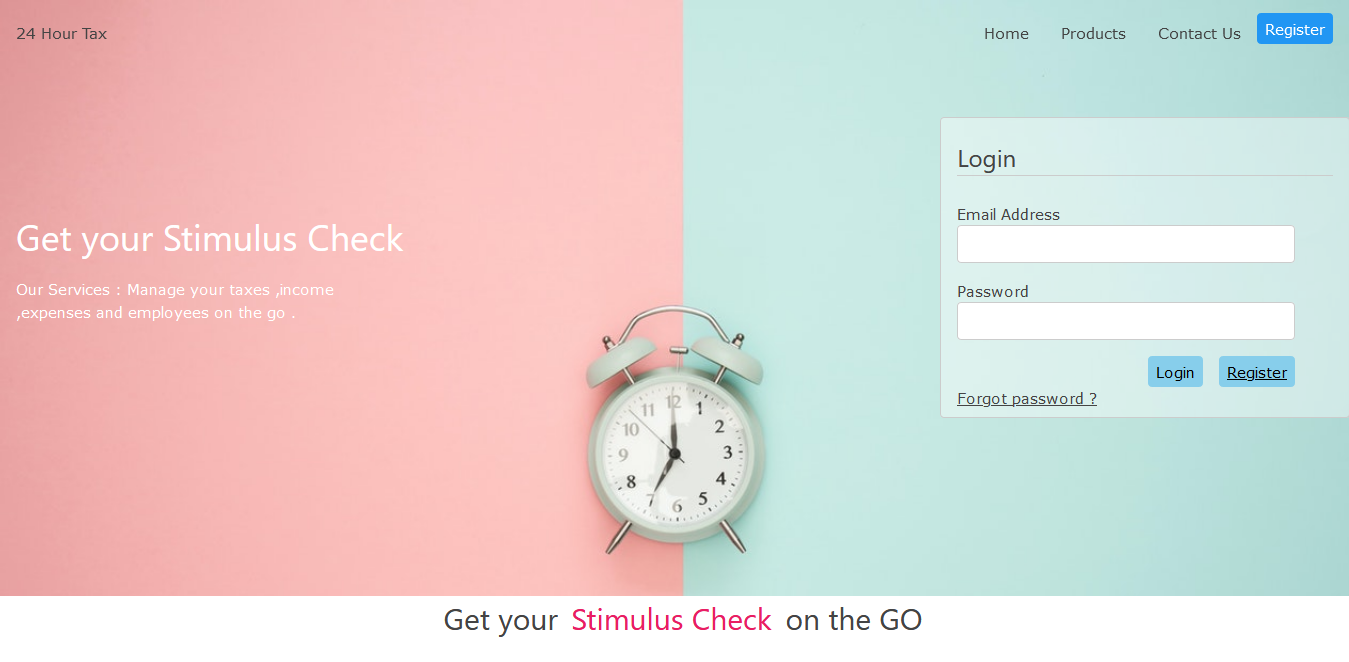 24 Hour Tax
Home Products Contact Us Register
Login
Email Address
Get your Stimulus Check
Our Services : Manage your taxes ,income
,expenses and employees on the go .
Password
Login Register
Forgot password ?
12
11 1
10 2
9 3
8 4
7 5
6
Get your Stimulus Check on the GO